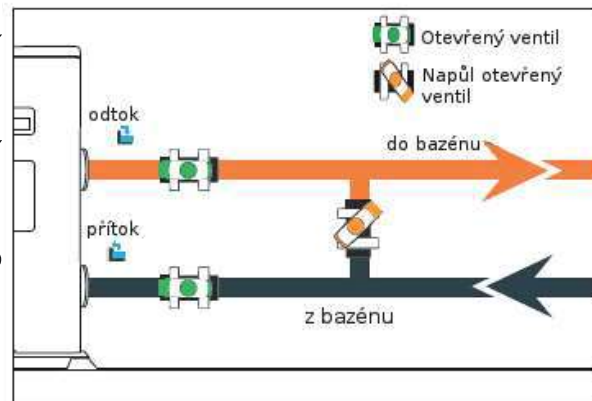 Otevřený ventil
Napůl otevřený
ventil
odtok
do bazénu
přítok
z bazénu